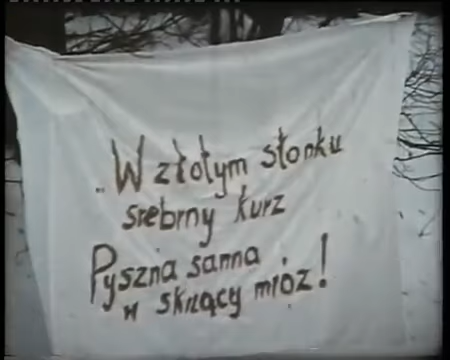 „W złotym słonku
srebrny kurz
Pyszna sanna
w skrzący mróz!